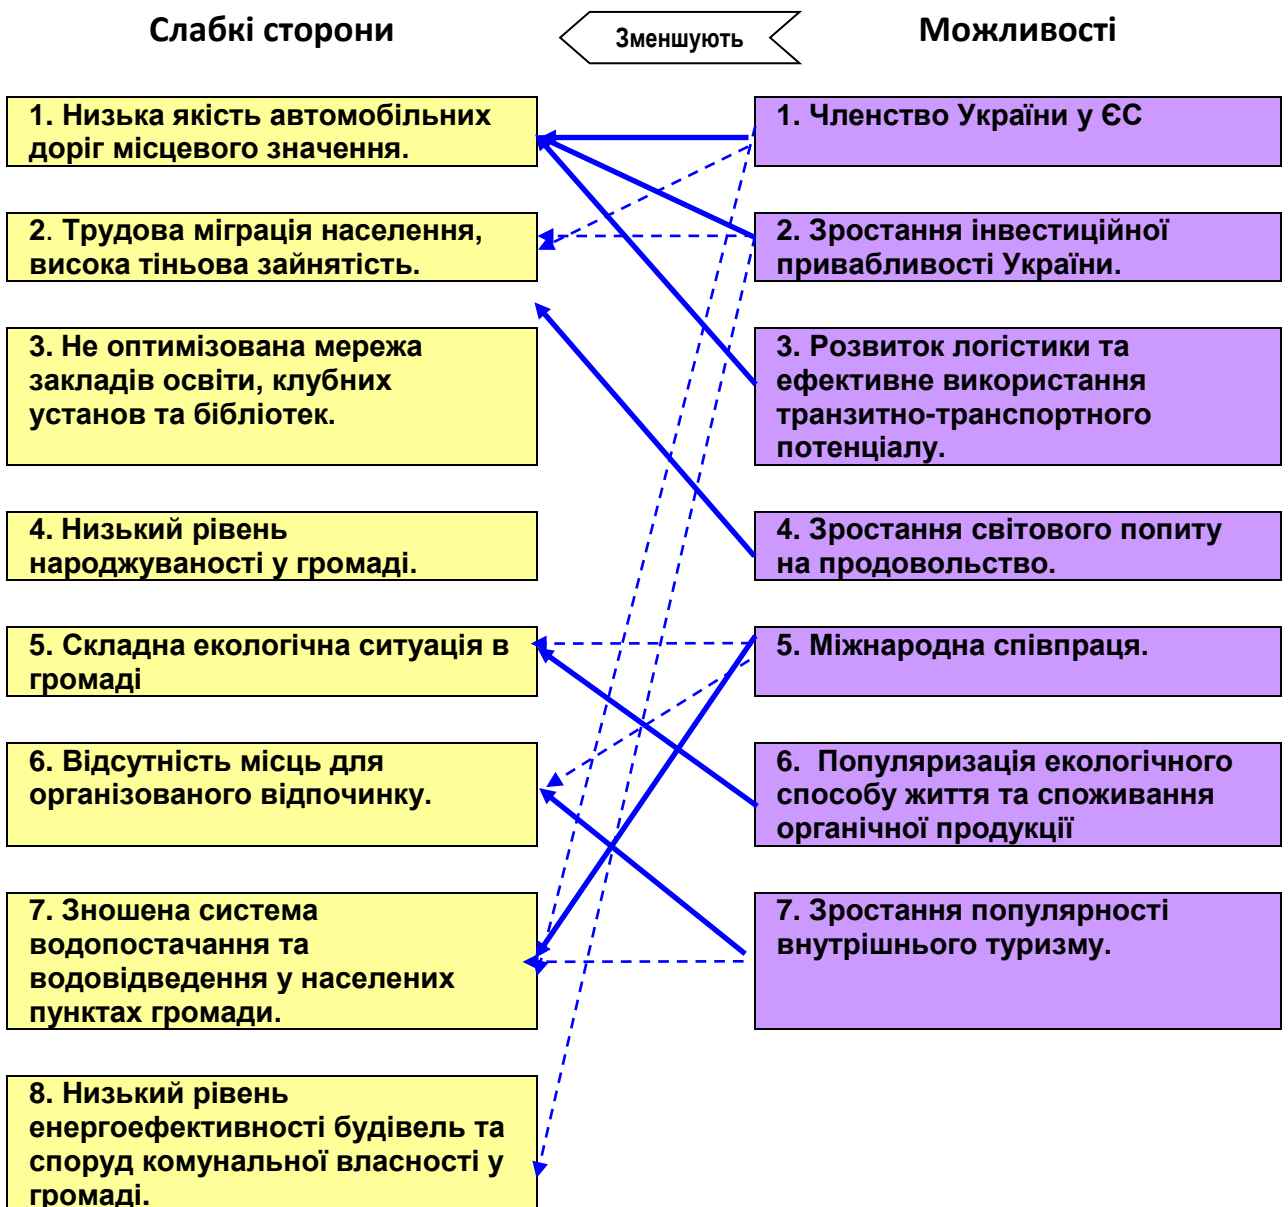 Слабкі сторони
Зменшують
Можливості
1. Низька якість автомобільних
доріг місцевого значення.
1. Членство України у ЄС
2. Трудова міграція населення,
висока тіньова зайнятість.
2. Зростання інвестиційної
привабливості України.
3. Не оптимізована мережа
закладів освіти, клубних
установ та бібліотек.
3. Розвиток логістики та
ефективне використання
транзитно-транспортного
потенціалу.
4. Низький рівень
народжуваності у громаді.
4. Зростання світового попиту
на продовольство.
5. Складна екологічна ситуація в
громаді
5. Міжнародна співпраця.
6. Відсутність місць для
організованого відпочинку.
6. Популяризація екологічного
способу життя та споживання
органічної продукції
7. Зношена система
водопостачання та
водовідведення у населених
пунктах громади.
7. Зростання популярності
внутрішнього туризму.
8. Низький рівень
енергоефективності будівель та
споруд комунальної власності у
громаді.